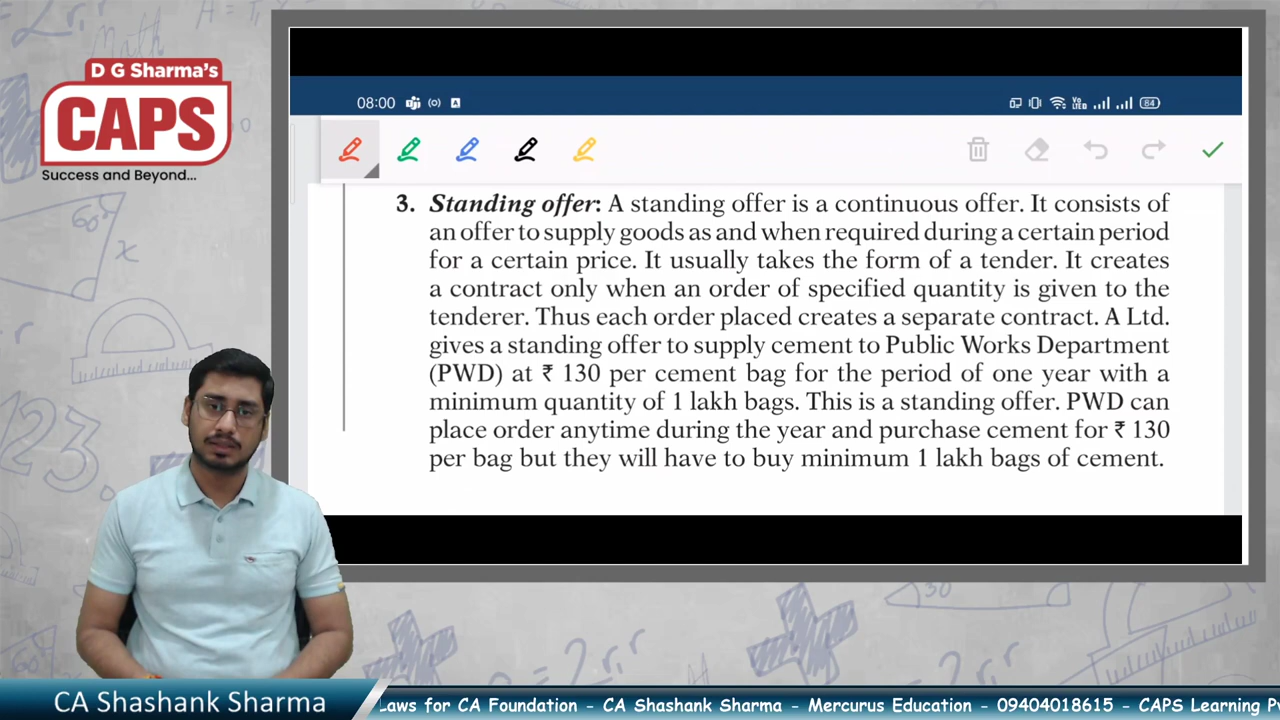 D G Sharma's
CAPS
Success and Beyond...
08:00
84
3. Standing offer: A standing offer is a continuous offer. It consists of
an offer to supply goods as and when required during a certain period
for a certain price. It usually takes the form of a tender. It creates
a contract only when an order of specified quantity is given to the
tenderer. Thus each order placed creates a separate contract. A Ltd.
gives a standing offer to supply cement to Public Works Department
(PWD) at ₹ 130 per cement bag for the period of one year with a
minimum quantity of 1 lakh bags. This is a standing offer. PWD can
place order anytime during the year and purchase cement for ₹ 130
per bag but they will have to buy minimum 1 lakh bags of cement.
CA Shashank Sharma
Laws for CA Foundation - CA Shashank Sharma - Mercurus Education - 09404018615 - CAPS Learning P